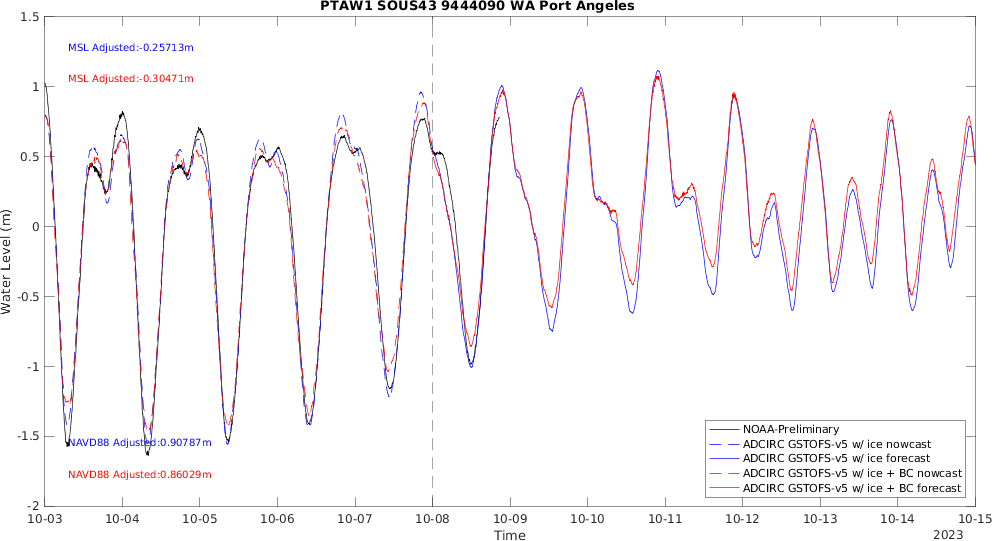 PTAW1 SOUS43 9444090 WA Port Angeles
1.5
1
0.5
0
-0.5
-1
-1.5
-2
Water Level (m)
MSL Adjusted:-0.25713m
MSL Adjusted:-0.30471m
NAVD88 Adjusted:0.90787m
NAVD88 Adjusted:0.86029m
NOAA-Preliminary
ADCIRC GSTOFS-v5 w/ ice nowcast
ADCIRC GSTOFS-v5 w/ ice forecast
ADCIRC GSTOFS-v5 w/ ice + BC nowcast
ADCIRC GSTOFS-v5 w/ ice + BC forecast
10-03 10-04 10-05 10-06 10-07 10-08 10-09 10-10 10-11 10-12 10-13 10-14 10-15
Time
2023